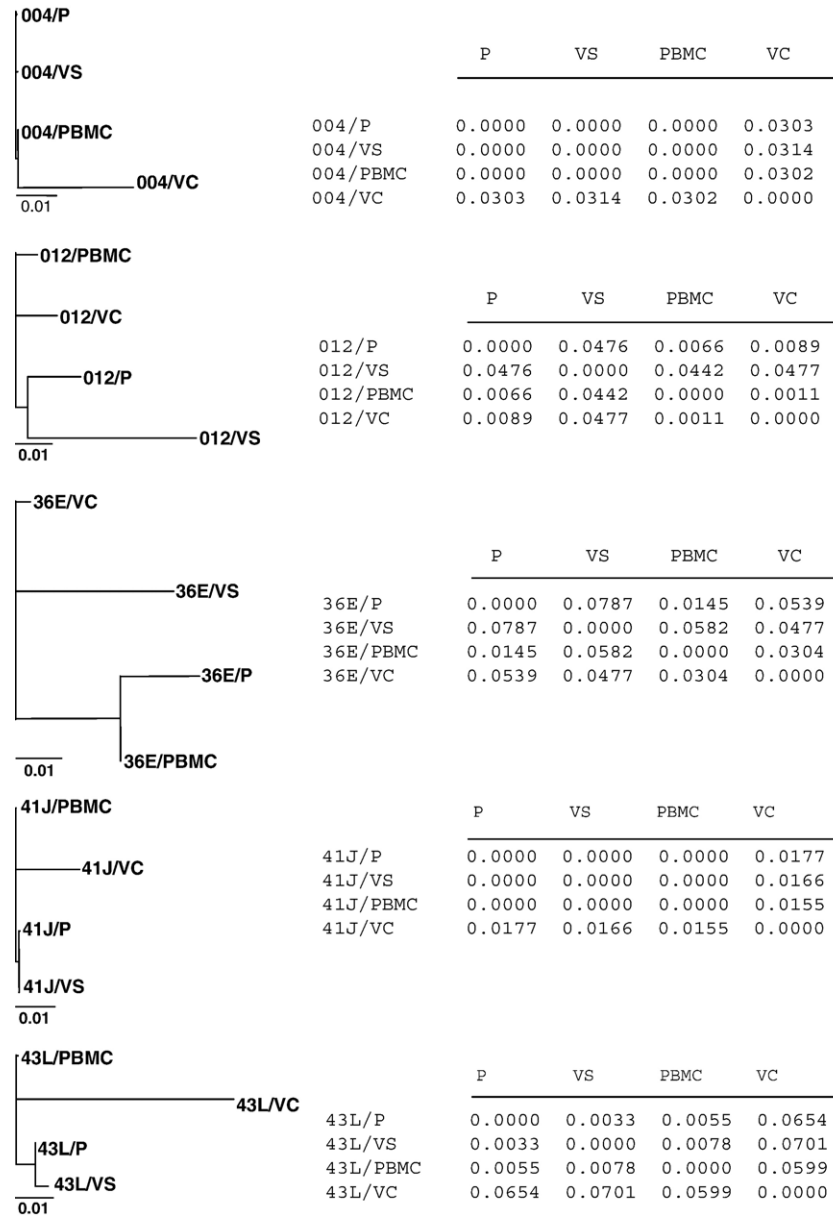 004/P
004/VS
004/PBMC
004/VC
0.01
P VS PBMC VC
004/P 0.0000 0.0000 0.0000 0.0303
004/VS 0.0000 0.0000 0.0000 0.0314
004/PBMC 0.0000 0.0000 0.0000 0.0302
004/VC 0.0303 0.0314 0.0302 0.0000
012/PBMC
012/VC
012/P
012/VS
0.01
P VS PBMC VC
012/P 0.0000 0.0476 0.0066 0.0089
012/VS 0.0476 0.0000 0.0442 0.0477
012/PBMC 0.0066 0.0442 0.0000 0.0011
012/VC 0.0089 0.0477 0.0011 0.0000
36E/VC
36E/VS
36E/P
36E/PBMC
0.01
P VS PBMC VC
36E/P 0.0000 0.0787 0.0145 0.0539
36E/VS 0.0787 0.0000 0.0582 0.0477
36E/PBMC 0.0145 0.0582 0.0000 0.0304
36E/VC 0.0539 0.0477 0.0304 0.0000
41J/PBMC
41J/VC
41J/P
41J/VS
0.01
P VS PBMC VC
41J/P 0.0000 0.0000 0.0000 0.0177
41J/VS 0.0000 0.0000 0.0000 0.0166
41J/PBMC 0.0000 0.0000 0.0000 0.0155
41J/VC 0.0177 0.0166 0.0155 0.0000
43L/PBMC
43L/VC
43L/P
43L/VS
0.01
P VS PBMC VC
43L/P 0.0000 0.0033 0.0055 0.0654
43L/VS 0.0033 0.0000 0.0078 0.0701
43L/PBMC 0.0055 0.0078 0.0000 0.0599
43L/VC 0.0654 0.0701 0.0599 0.0000